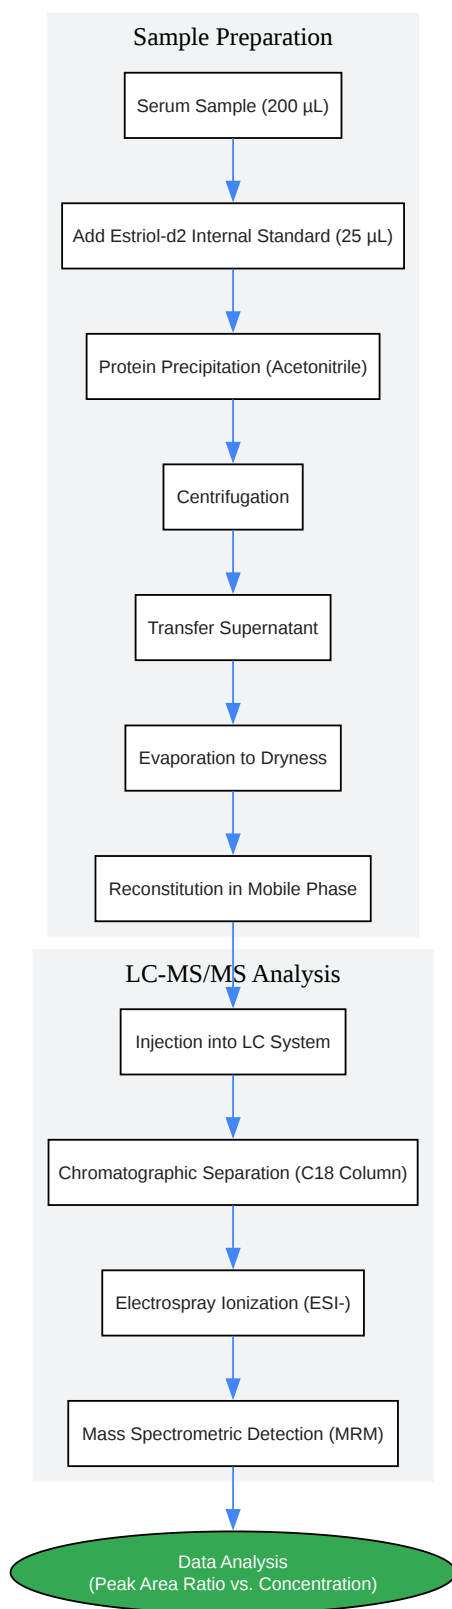 Sample Preparation
Serum Sample (200 µL)
Add Estriol-d2 Internal Standard (25 µL)
Protein Precipitation (Acetonitrile)
Centrifugation
Transfer Supernatant
Evaporation to Dryness
Reconstitution in Mobile Phase
LC-MS/MS Analysis
Injection into LC System
Chromatographic Separation (C18 Column)
Electrospray Ionization (ESI-)
Mass Spectrometric Detection (MRM)
Data Analysis
(Peak Area Ratio vs. Concentration)